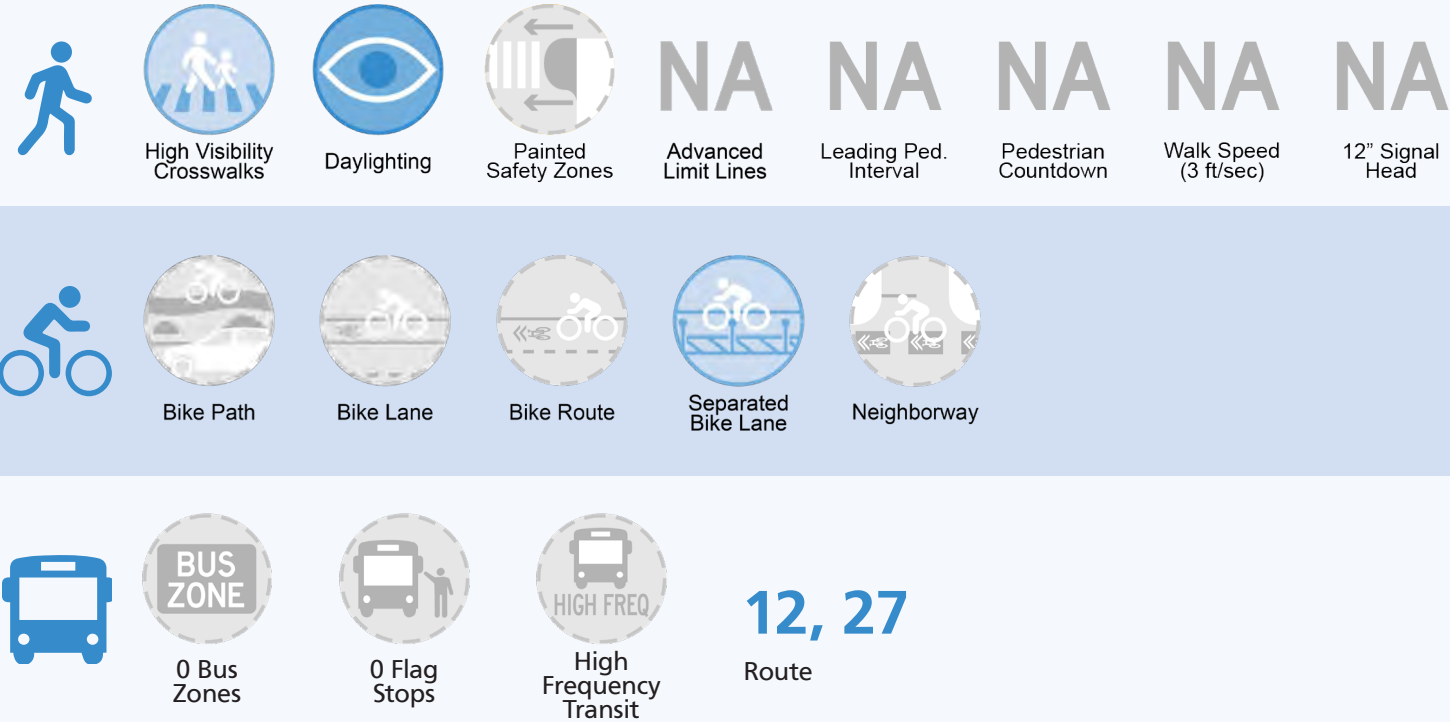 NA NA NA NA NA
High Visibility
Crosswalks
Daylighting
Painted
Safety Zones
Advanced
Limit Lines
Leading Ped.
Interval
Pedestrian
Countdown
Walk Speed
(3 ft/sec)
12” Signal
Head
Bike Path
Bike Lane
Bike Route
Separated
Bike Lane
Neighborway
BUS
ZONE
0 Bus
Zones
0 Flag
Stops
HIGH FREQ
High
Frequency
Transit
12, 27
Route